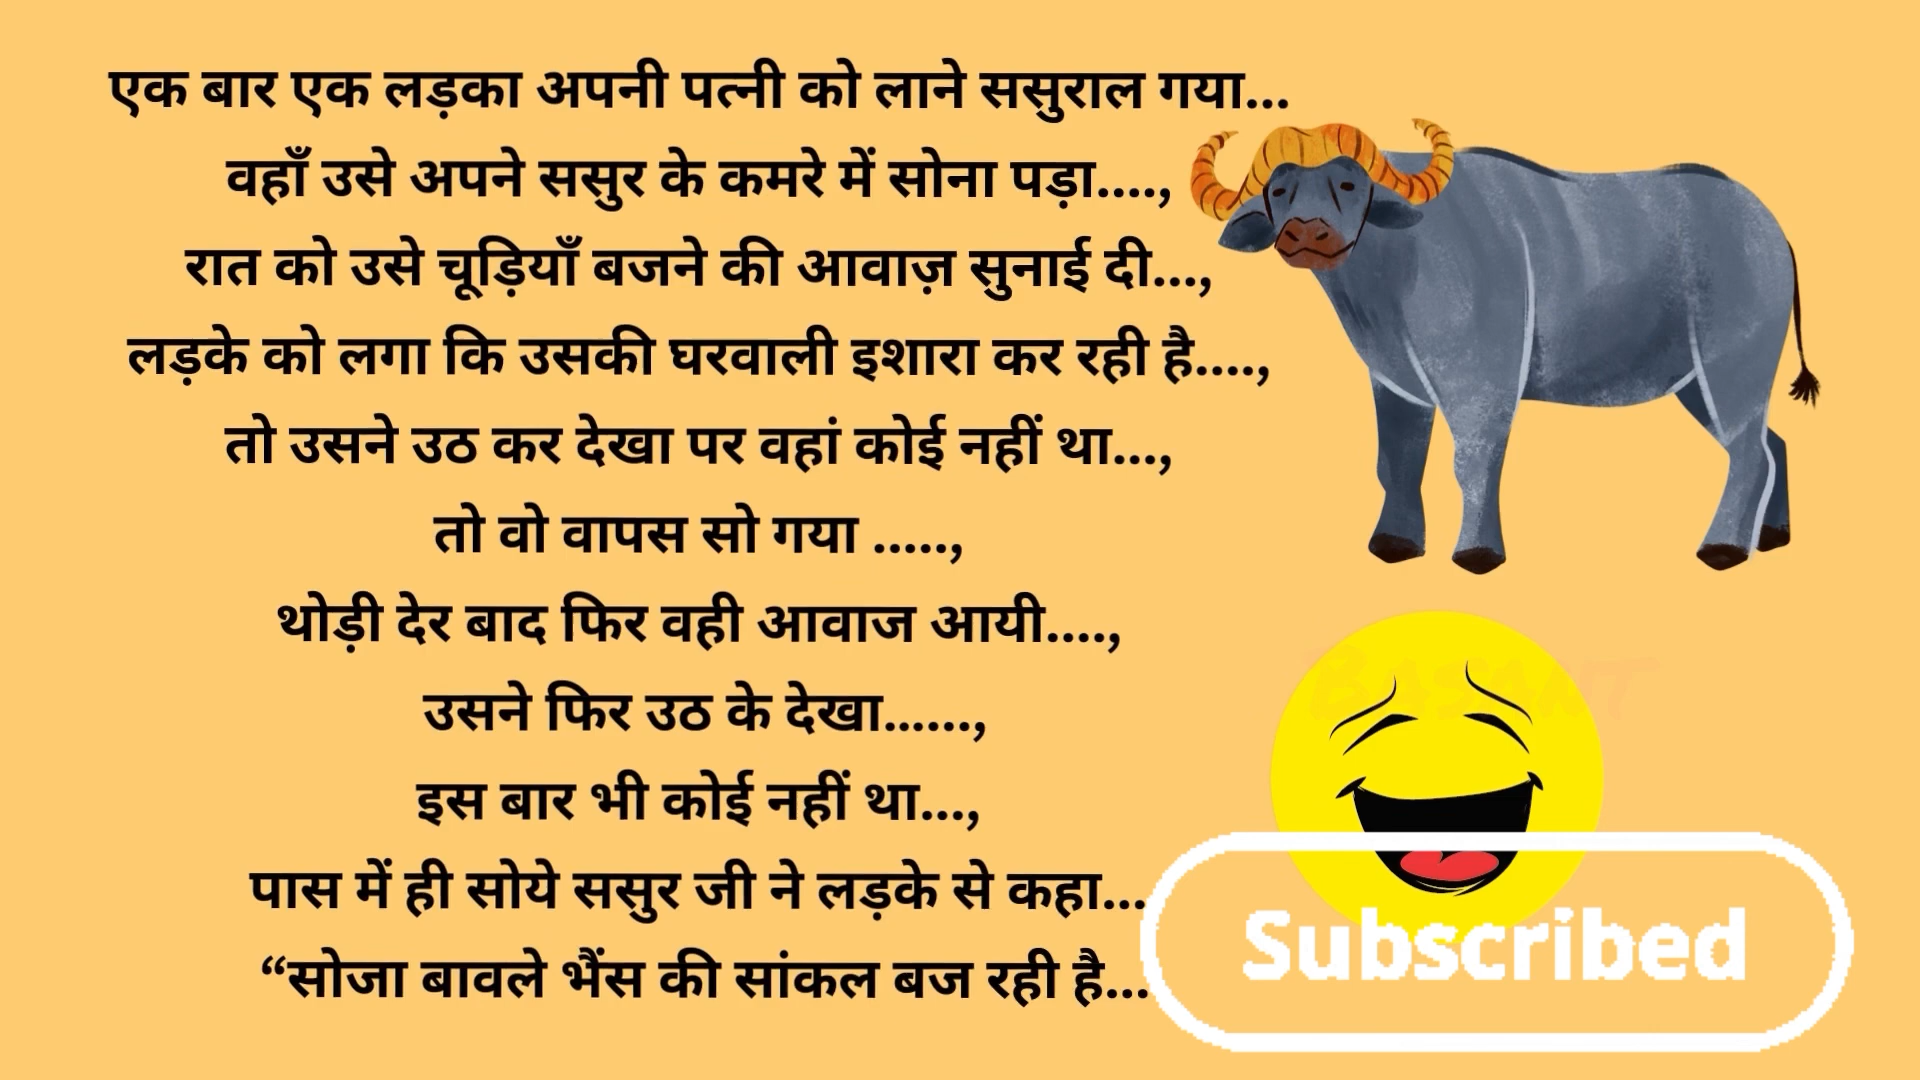 एक बार एक लड़का अपनी पत्नी को लाने ससुराल गया...
वहाँ उसे अपने ससुर के कमरे में सोना पड़ा....,
रात को उसे चूड़ियाँ बजने की आवाज़ सुनाई दी...,
लड़के को लगा कि उसकी घरवाली इशारा कर रही है....,
तो उसने उठ कर देखा पर वहां कोई नहीं था...,
तो वो वापस सो गया .....,
थोड़ी देर बाद फिर वही आवाज आयी....,
उसने फिर उठ के देखा......,
इस बार भी कोई नहीं था...,
पास में ही सोये ससुर जी ने लड़के से कहा...
“सोजा बावले भैंस की सांकल बज रही है...
BASANT
Subscribed